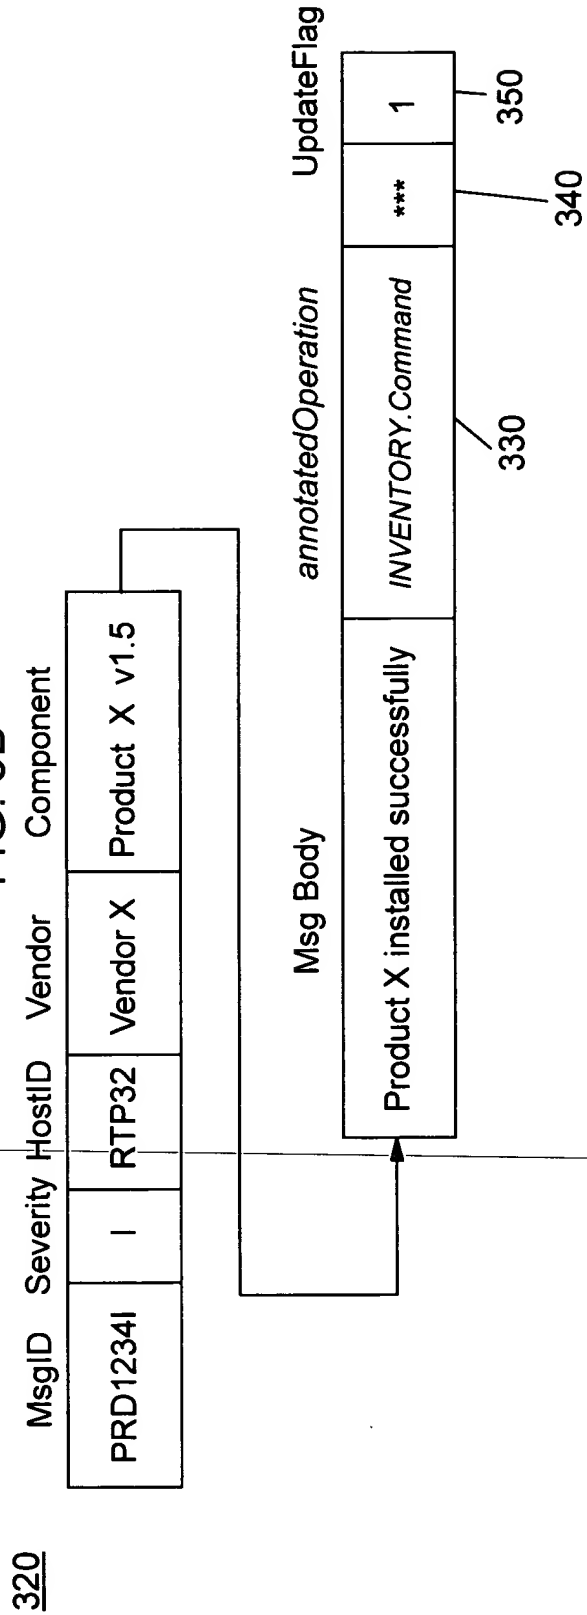 320
MsgID Severity HostID Vendor Component
PRD1234I I RTP32 Vendor X Product X v1.5
Msg Body annotatedOperation UpdateFlag
Product X installed successfully INVENTORY.Command *** 1
330 340 350